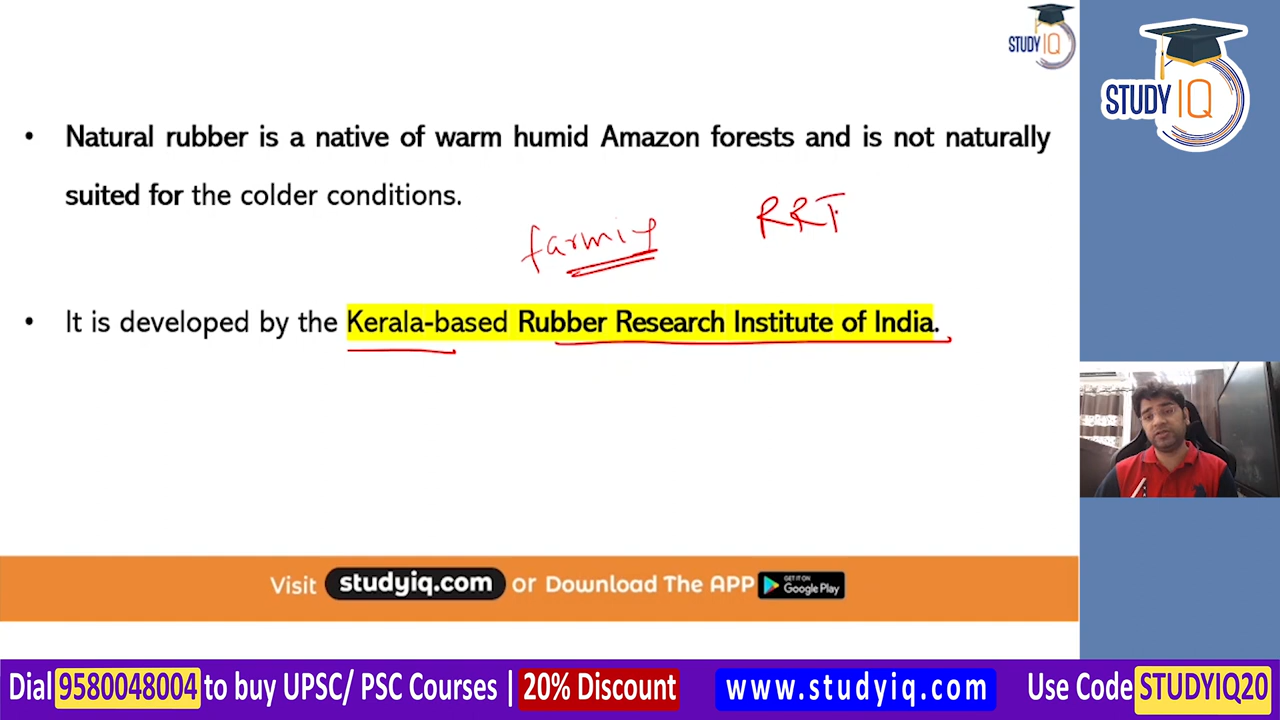 STUDY IQ
STUDY IQ
• Natural rubber is a native of warm humid Amazon forests and is not naturally
suited for the colder conditions.
RRI
• It is developed by the Kerala-based Rubber Research Institute of India.
Visit studyiq.com or Download The APP GET IT ON Google Play
Dial 9580048004 to buy UPSC/ PSC Courses | 20% Discount www.studyiq.com Use Code STUDYIQ20